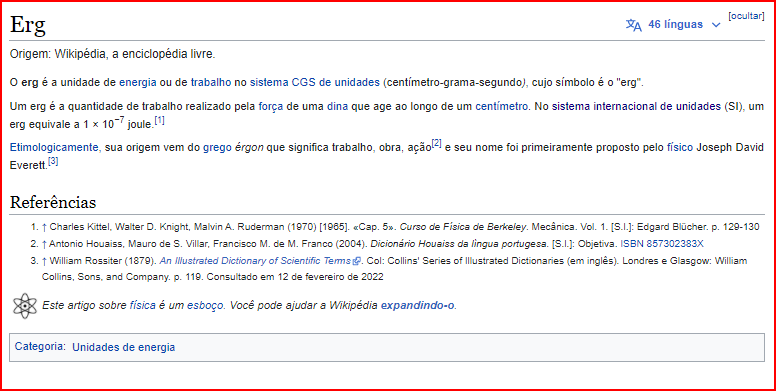 Erg
46 línguas
[ocultar]
Origem: Wikipédia, a enciclopédia livre.
O erg é a unidade de energia ou de trabalho no sistema CGS de unidades (centímetro-grama-segundo), cujo símbolo é o "erg".
Um erg é a quantidade de trabalho realizado pela força de uma dina que age ao longo de um centímetro. No sistema internacional de unidades (SI), um
erg equivale a 1 × 10⁻⁷ joule.[1]
Etimologicamente, sua origem vem do grego érgon que significa trabalho, obra, ação[2] e seu nome foi primeiramente proposto pelo físico Joseph David
Everett.[3]
Referências
1. ↑ Charles Kittel, Walter D. Knight, Malvin A. Ruderman (1970) [1965]. «Cap. 5». Curso de Física de Berkeley. Mecânica. Vol. 1. [S.l.]: Edgard Blücher. p. 129-130
2. ↑ Antonio Houaiss, Mauro de S. Villar, Francisco M. de M. Franco (2004). Dicionário Houaiss da língua portugesa. [S.l.]: Objetiva. ISBN 857302383X
3. ↑ William Rossiter (1879). An Illustrated Dictionary of Scientific Terms. Col: Collins' Series of Illustrated Dictionaries (em inglês). Londres e Glasgow: William
Collins, Sons, and Company. p. 119. Consultado em 12 de fevereiro de 2022
Este artigo sobre física é um esboço. Você pode ajudar a Wikipédia expandindo-o.
Categoria: Unidades de energia